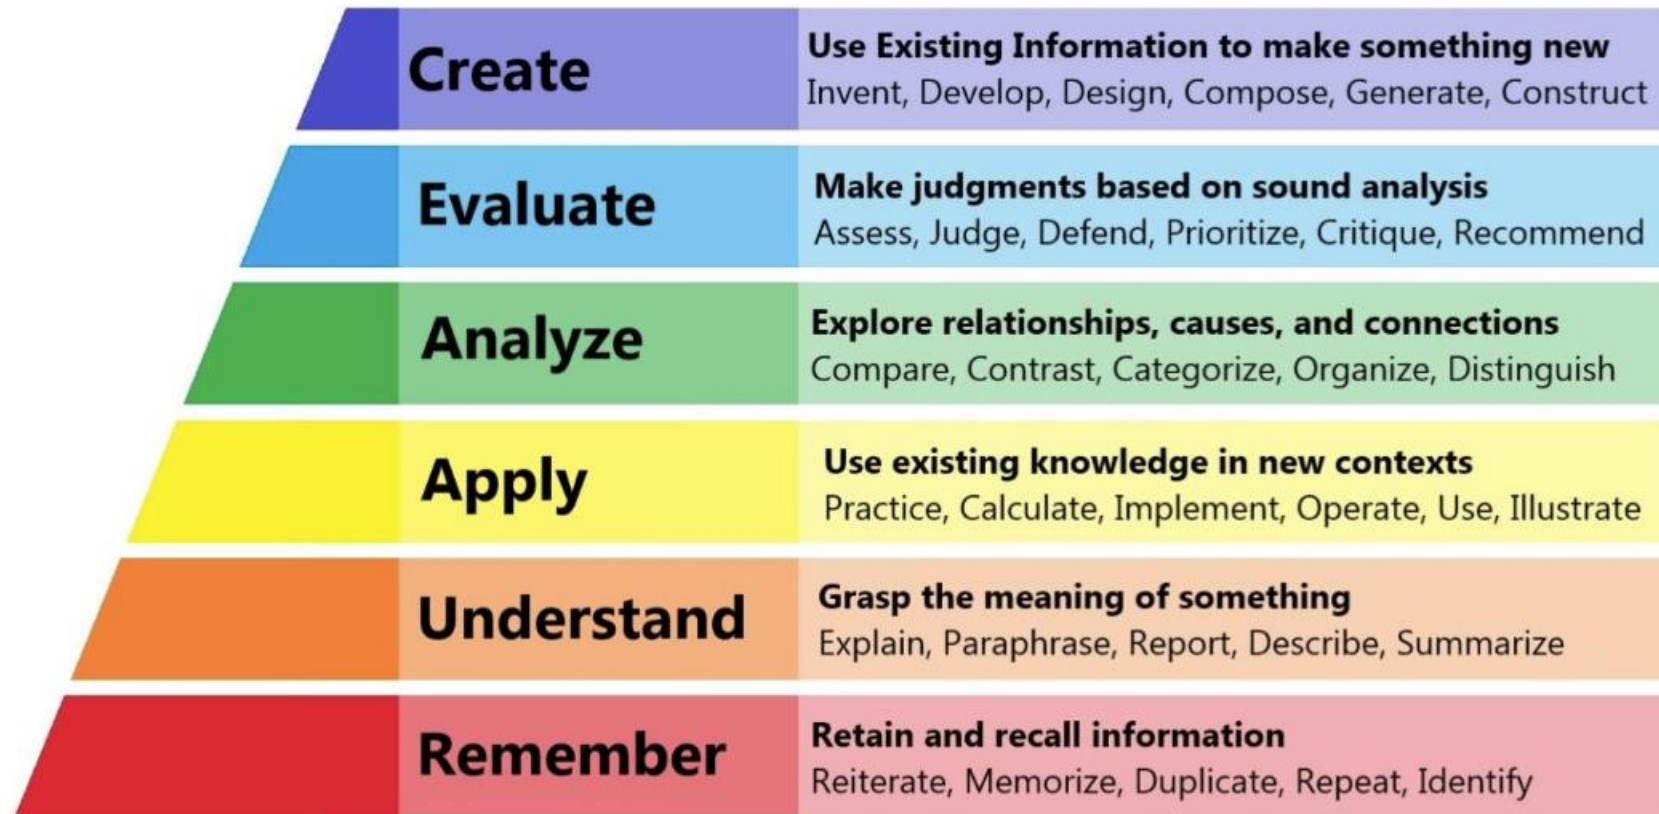 Create
Use Existing Information to make something new
Invent, Develop, Design, Compose, Generate, Construct
Evaluate
Make judgments based on sound analysis
Assess, Judge, Defend, Prioritize, Critique, Recommend
Analyze
Explore relationships, causes, and connections
Compare, Contrast, Categorize, Organize, Distinguish
Apply
Use existing knowledge in new contexts
Practice, Calculate, Implement, Operate, Use, Illustrate
Understand
Grasp the meaning of something
Explain, Paraphrase, Report, Describe, Summarize
Remember
Retain and recall information
Reiterate, Memorize, Duplicate, Repeat, Identify